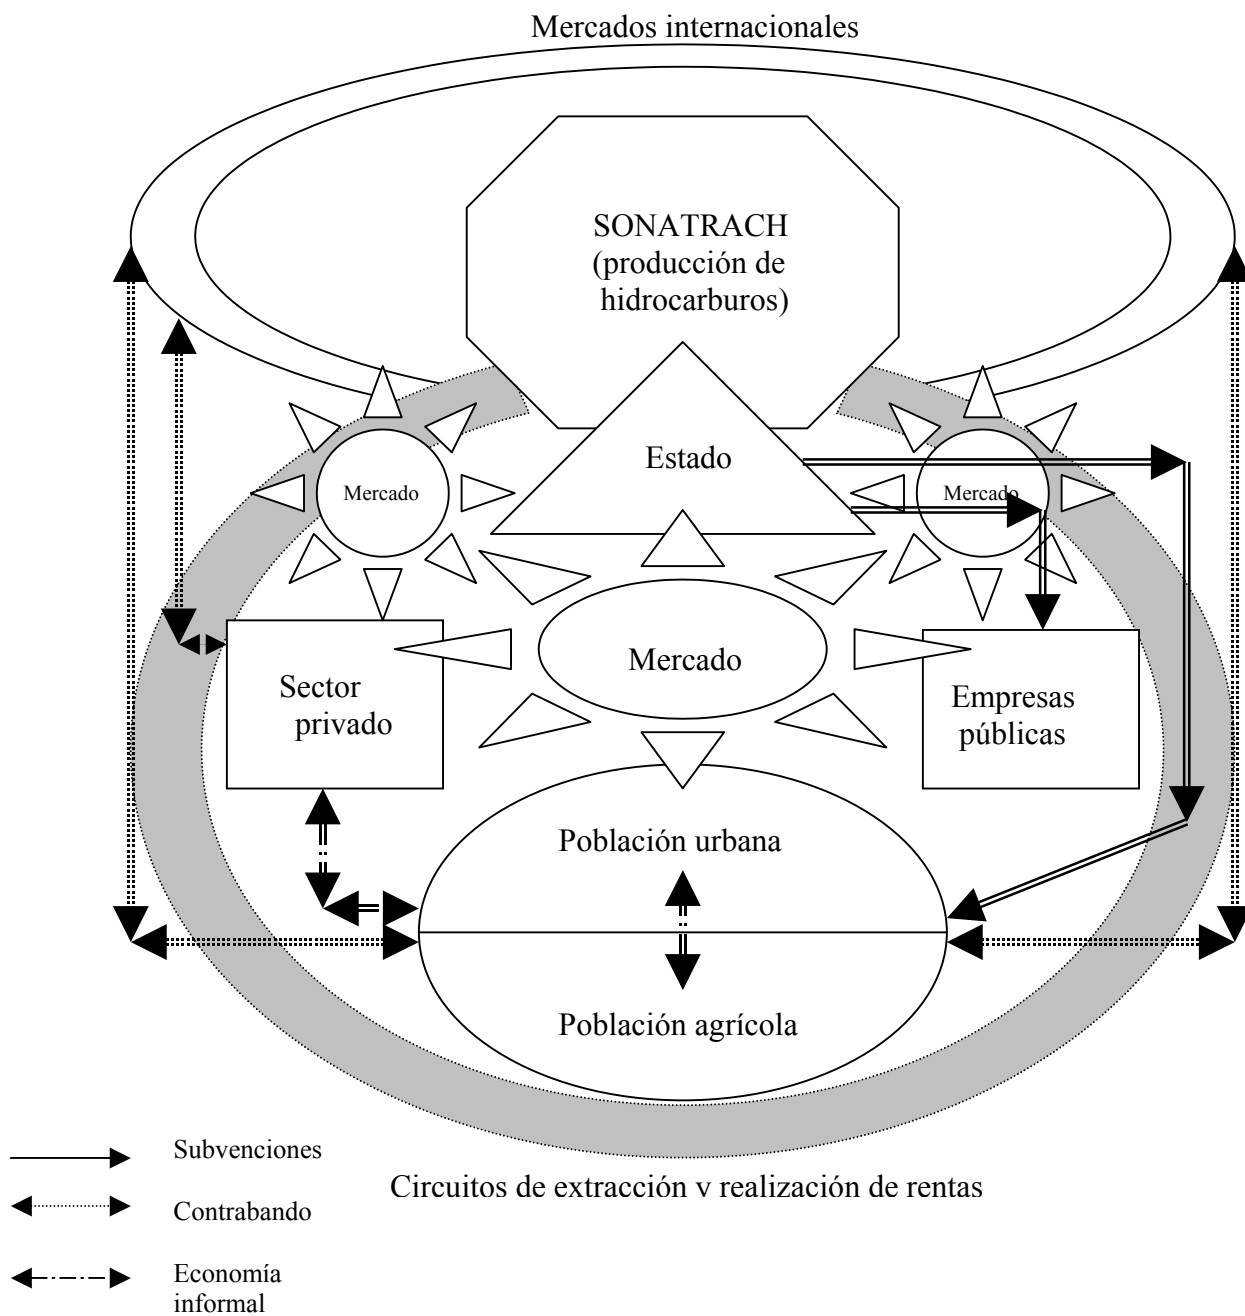 Mercados internacionales
SONATRACH
(producción de
hidrocarburos)
Estado
Mercado
Mercado
Mercado
Sector
privado
Empresas
públicas
Población urbana
Población agrícola
Subvenciones
Circuitos de extracción v realización de rentas
Contrabando
Economía
informal